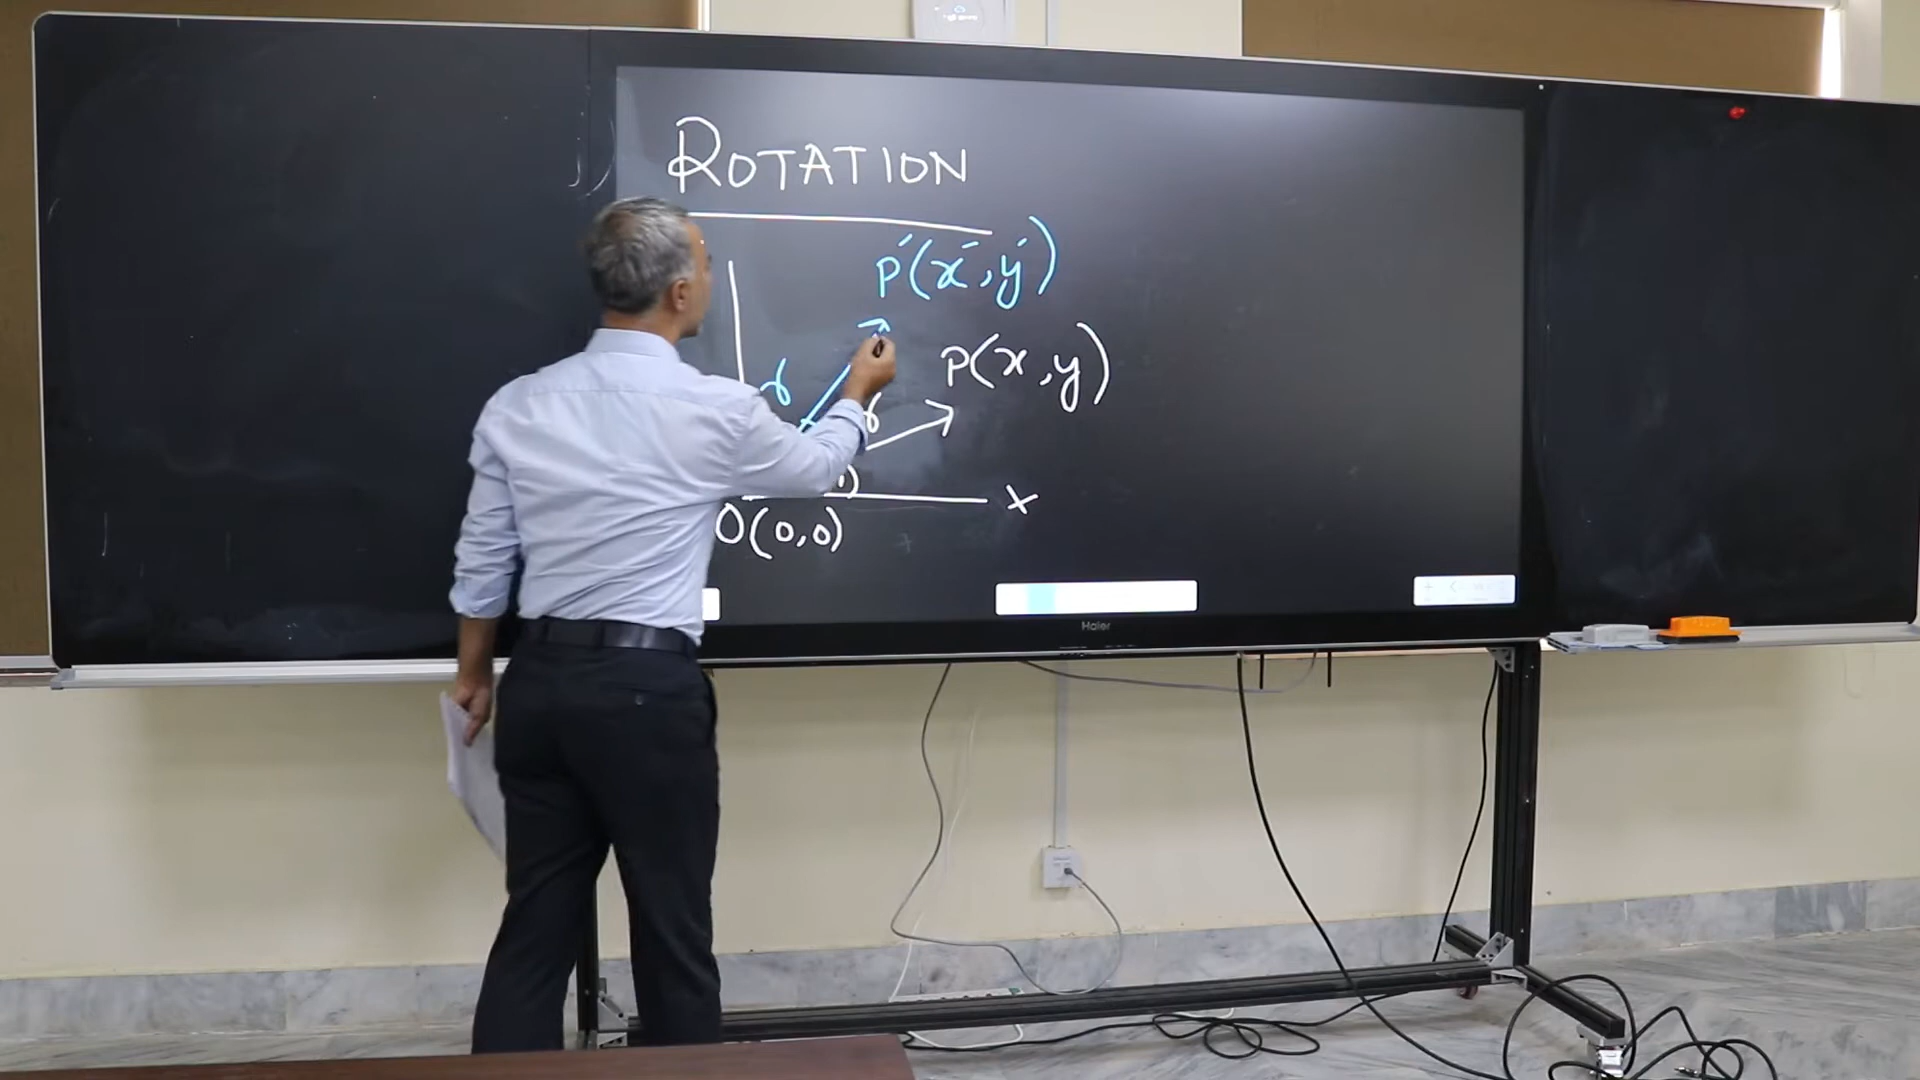 ROTATION
P′(x′,y′)
P(x,y)
r
r
x
O(0,0)
Haier